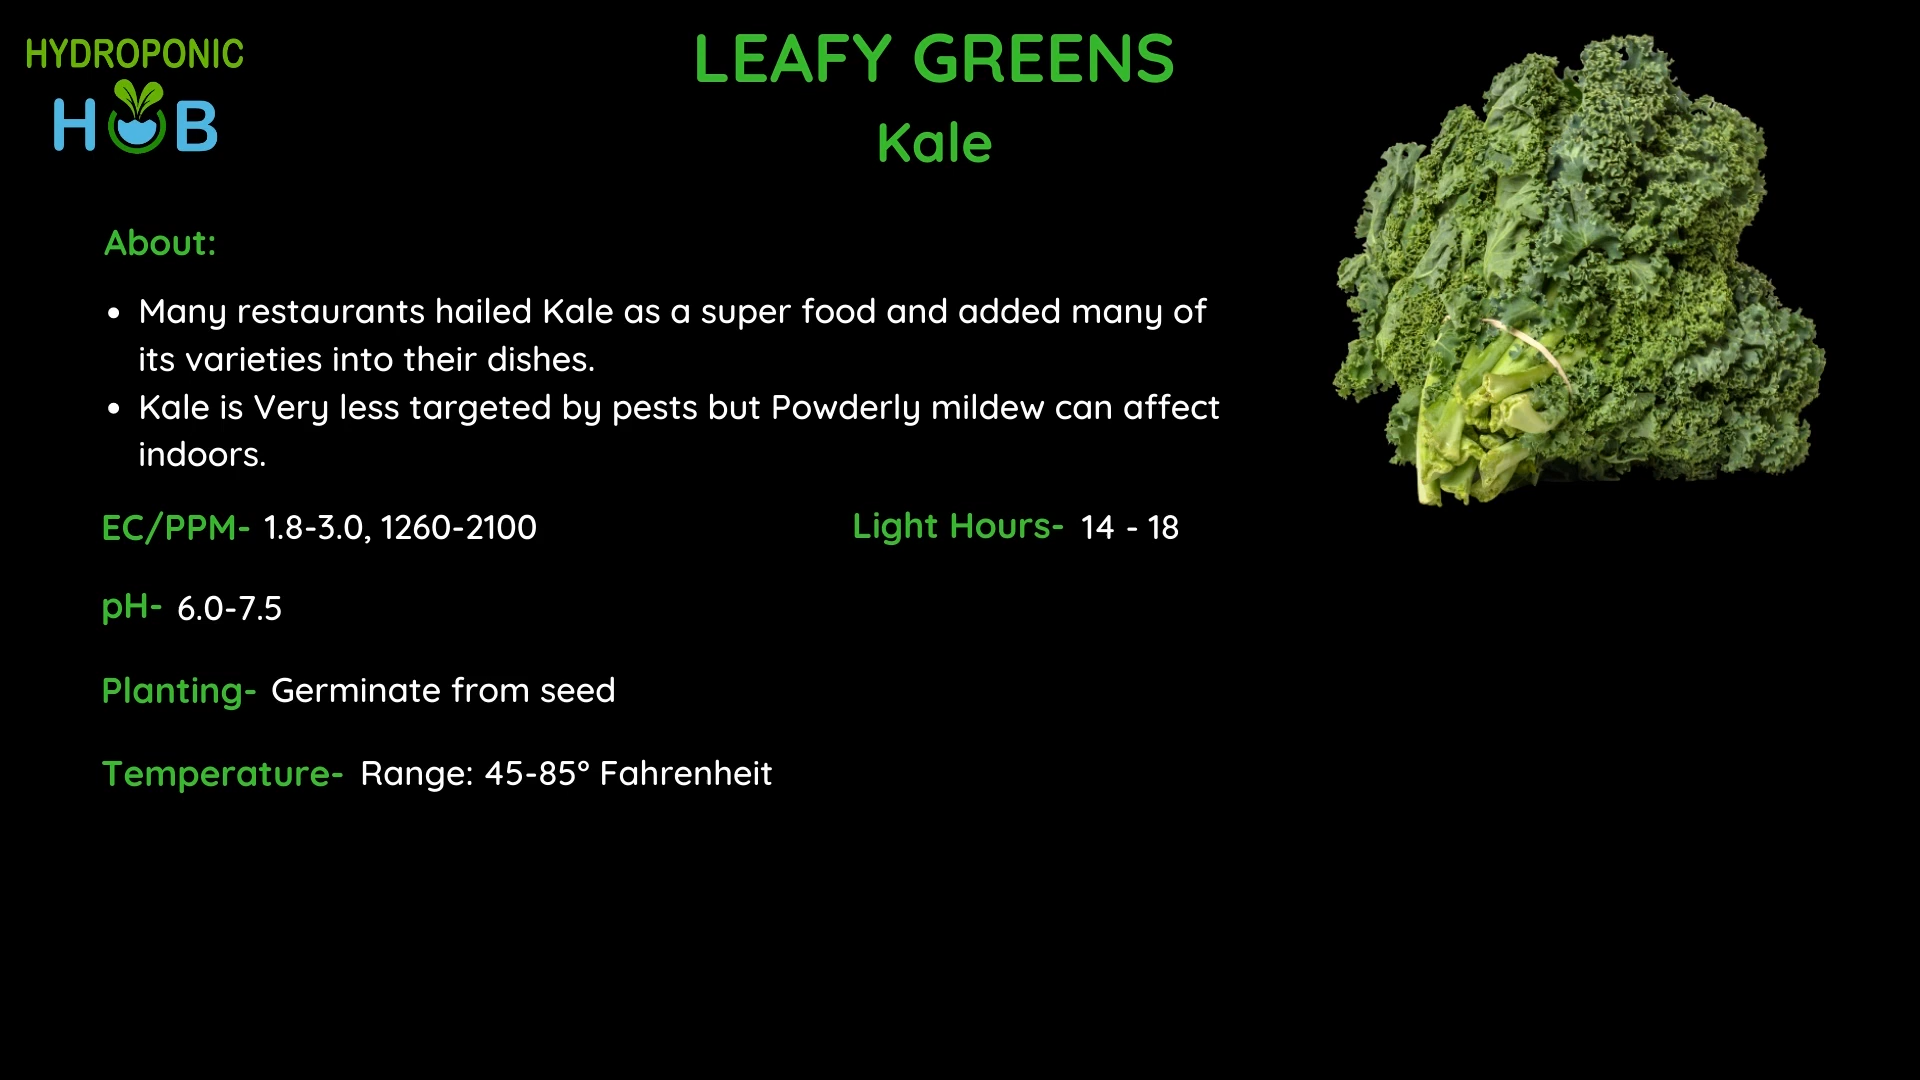 HYDROPONIC
HUB
LEAFY GREENS
Kale
About:
• Many restaurants hailed Kale as a super food and added many of
its varieties into their dishes.
• Kale is Very less targeted by pests but Powderly mildew can affect
indoors.
EC/PPM- 1.8-3.0, 1260-2100
Light Hours- 14 - 18
pH- 6.0-7.5
Planting- Germinate from seed
Temperature- Range: 45-85° Fahrenheit